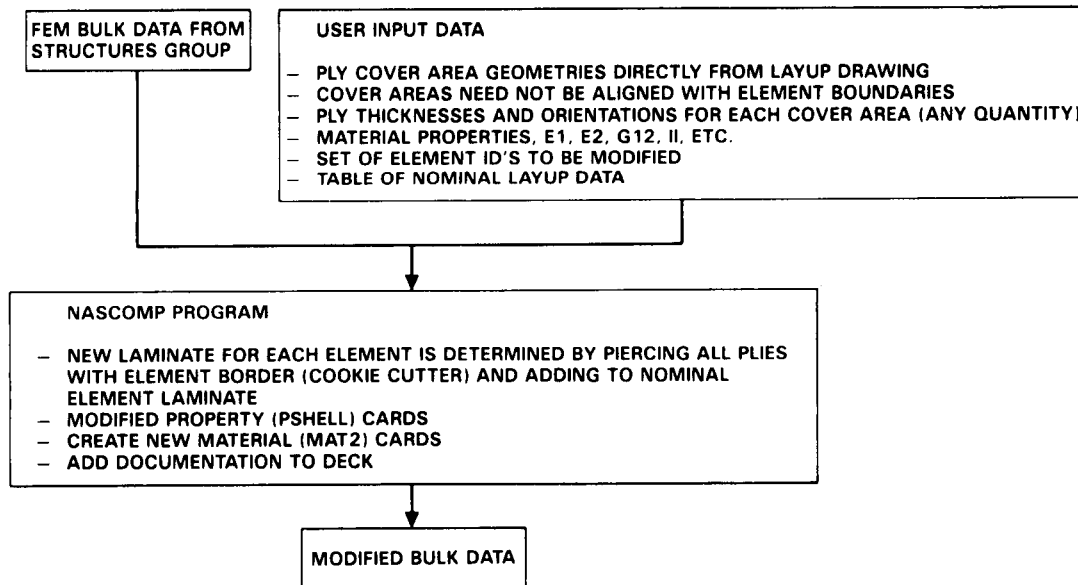 FEM BULK DATA FROM
STRUCTURES GROUP
USER INPUT DATA
– PLY COVER AREA GEOMETRIES DIRECTLY FROM LAYUP DRAWING
– COVER AREAS NEED NOT BE ALIGNED WITH ELEMENT BOUNDARIES
– PLY THICKNESSES AND ORIENTATIONS FOR EACH COVER AREA (ANY QUANTITY)
– MATERIAL PROPERTIES, E1, E2, G12, II, ETC.
– SET OF ELEMENT ID'S TO BE MODIFIED
– TABLE OF NOMINAL LAYUP DATA
NASCOMP PROGRAM
– NEW LAMINATE FOR EACH ELEMENT IS DETERMINED BY PIERCING ALL PLIES
WITH ELEMENT BORDER (COOKIE CUTTER) AND ADDING TO NOMINAL
ELEMENT LAMINATE
– MODIFIED PROPERTY (PSHELL) CARDS
– CREATE NEW MATERIAL (MAT2) CARDS
– ADD DOCUMENTATION TO DECK
MODIFIED BULK DATA